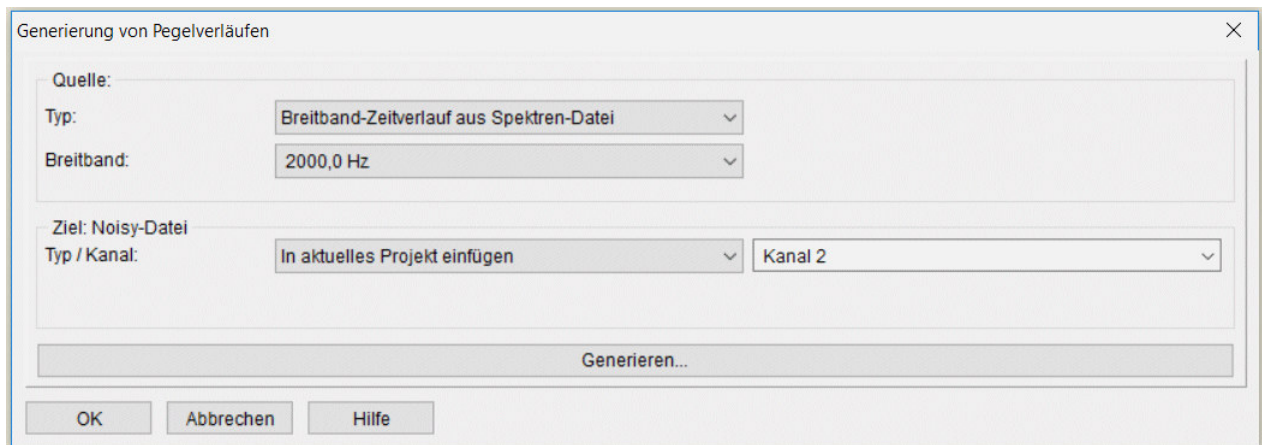 Generierung von Pegelverläufen
Quelle:
Typ: Breitband-Zeitverlauf aus Spektren-Datei
Breitband: 2000,0 Hz
Ziel: Noisy-Datei
Typ / Kanal: In aktuelles Projekt einfügen Kanal 2
Generieren...
OK Abbrechen Hilfe